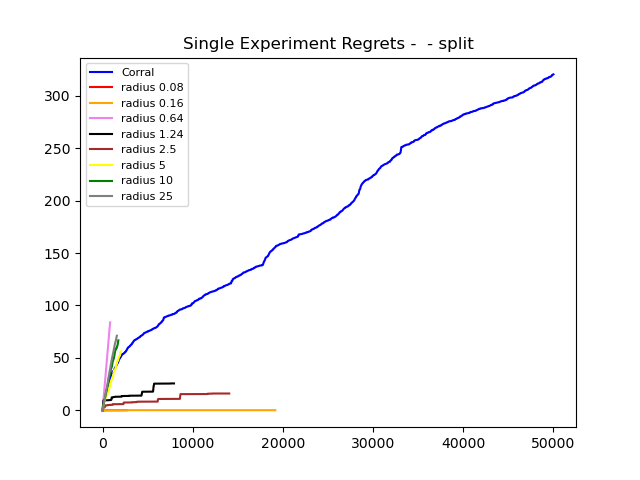 Single Experiment Regrets -  - split
Corral
radius 0.08
radius 0.16
radius 0.64
radius 1.24
radius 2.5
radius 5
radius 10
radius 25
300
250
200
150
100
50
0
0 10000 20000 30000 40000 50000